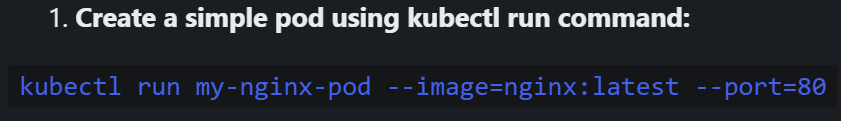 1. Create a simple pod using kubectl run command:
kubectl run my-nginx-pod --image=nginx:latest --port=80